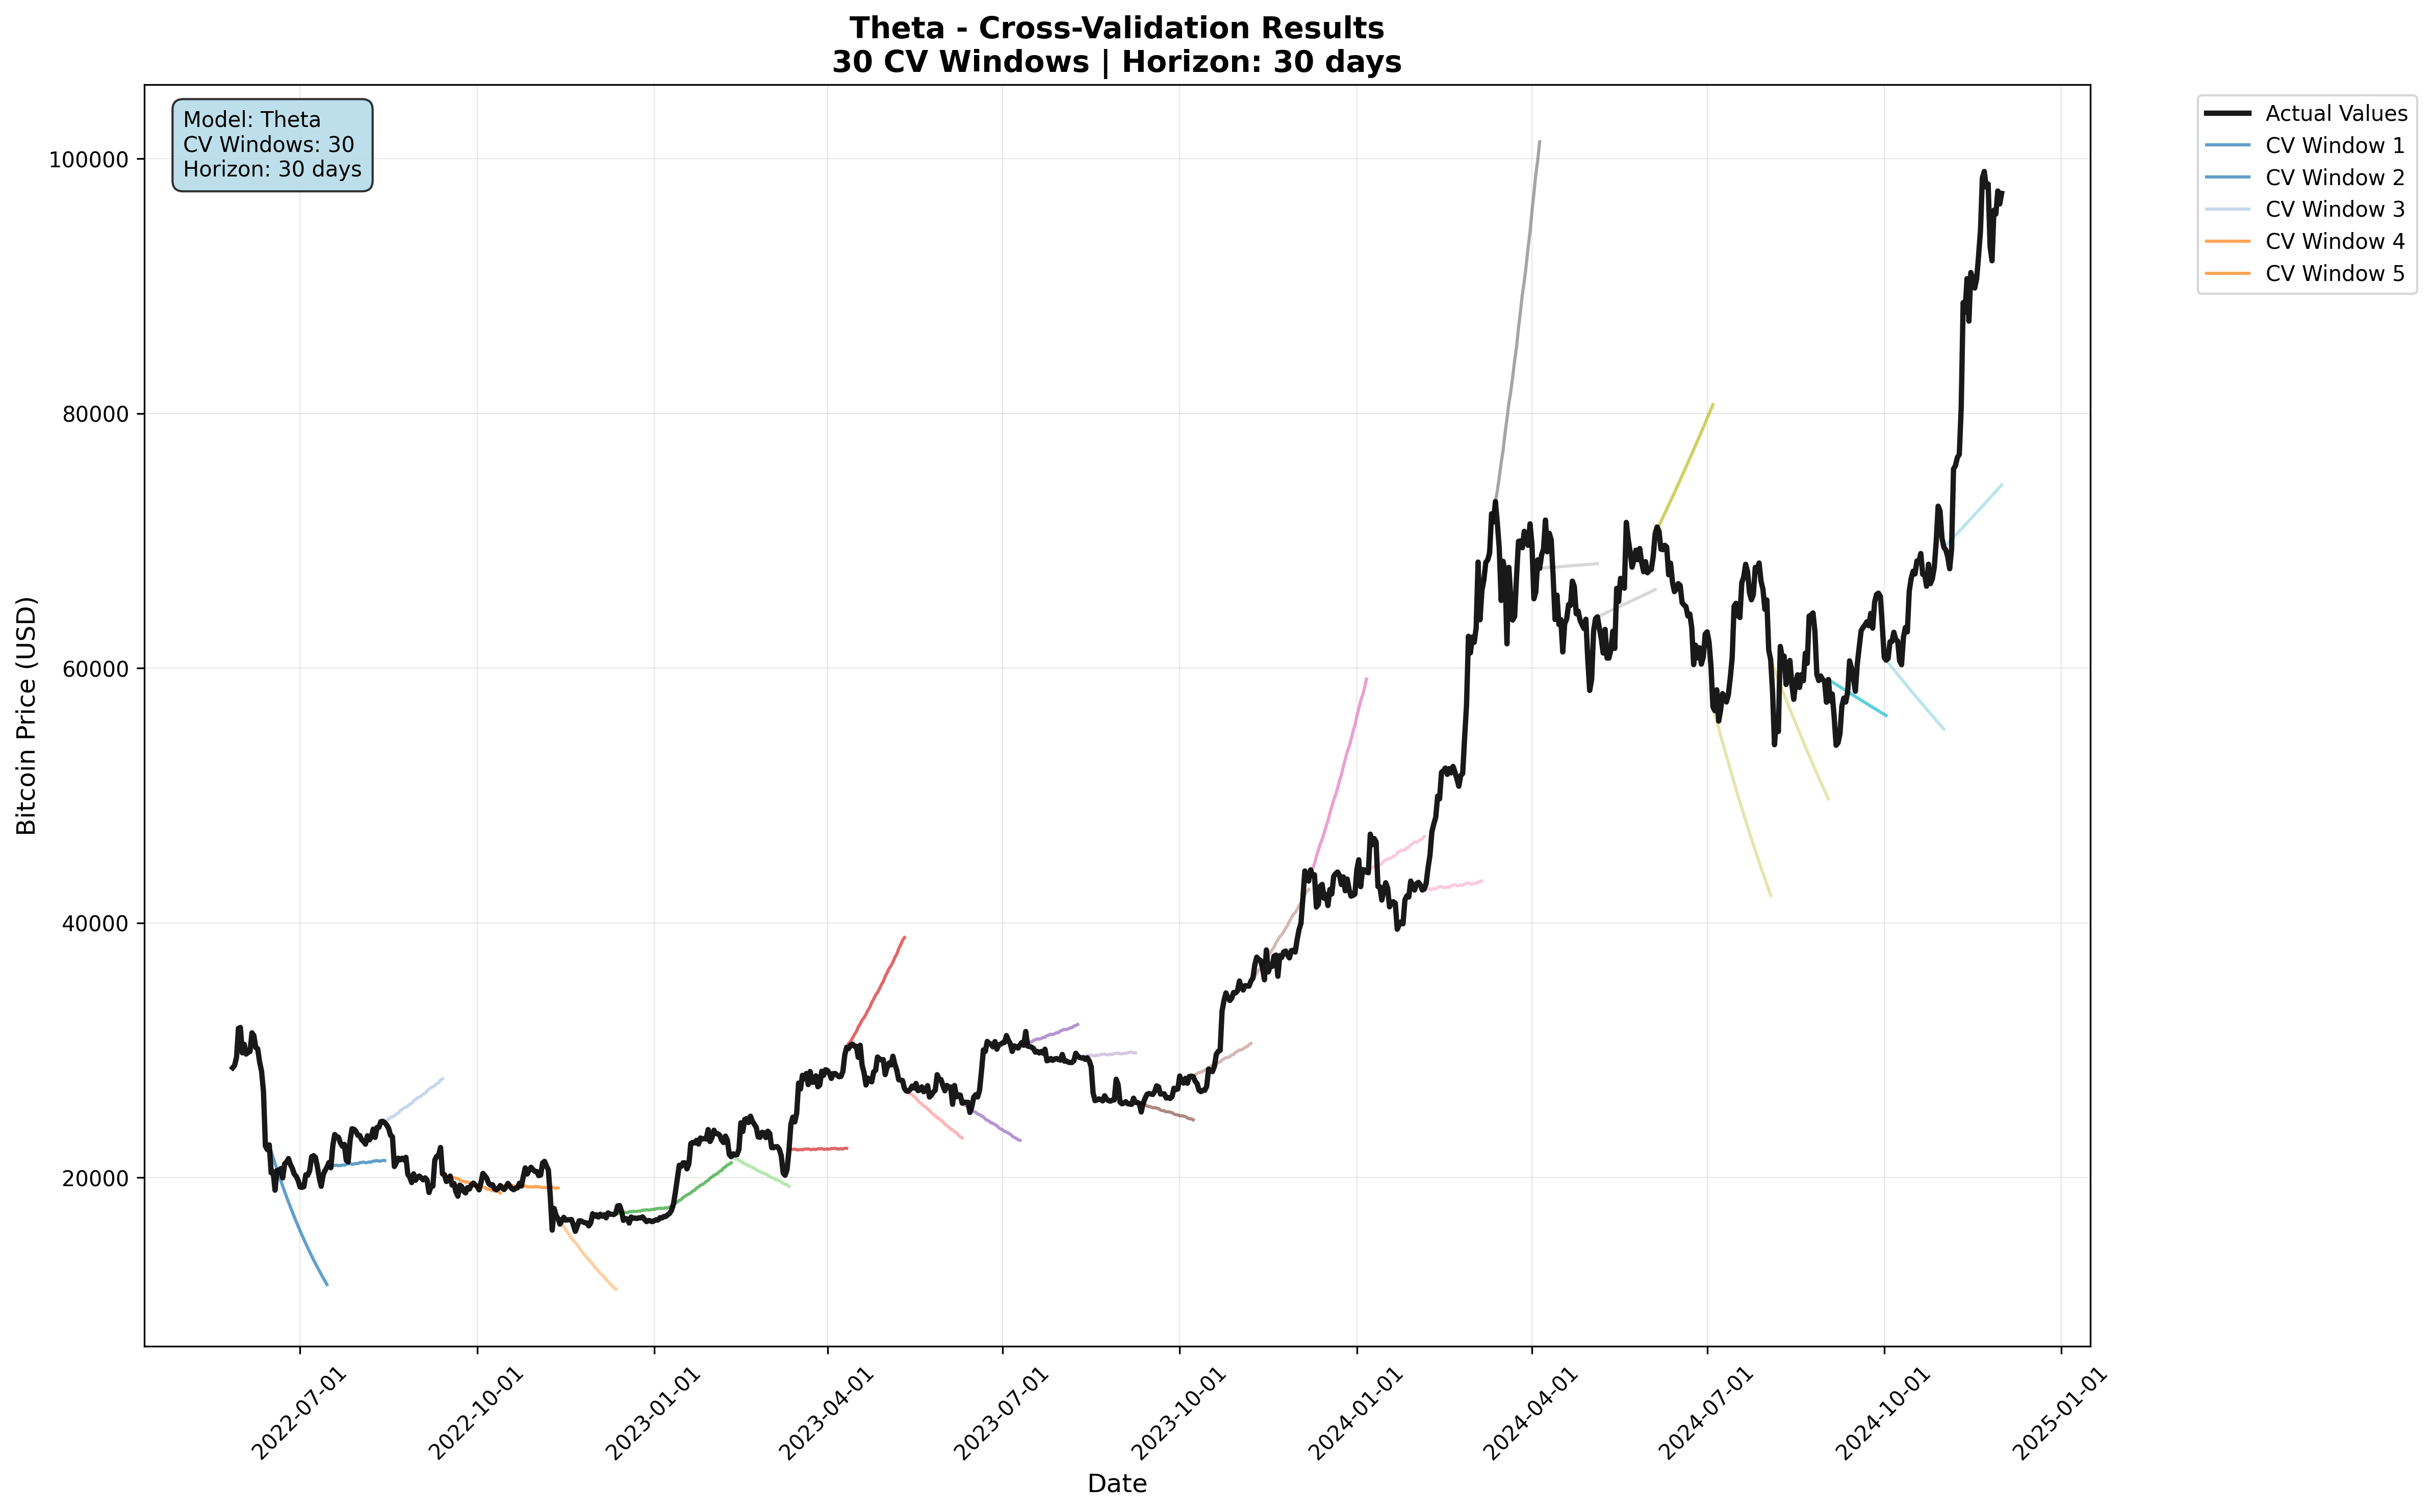 Theta - Cross-Validation Results
30 CV Windows | Horizon: 30 days
Model: Theta
CV Windows: 30
Horizon: 30 days
Actual Values
CV Window 1
CV Window 2
CV Window 3
CV Window 4
CV Window 5
Bitcoin Price (USD)
100000
80000
60000
40000
20000
2022-07-01
2022-10-01
2023-01-01
2023-04-01
2023-07-01
2023-10-01
2024-01-01
2024-04-01
2024-07-01
2024-10-01
2025-01-01
Date